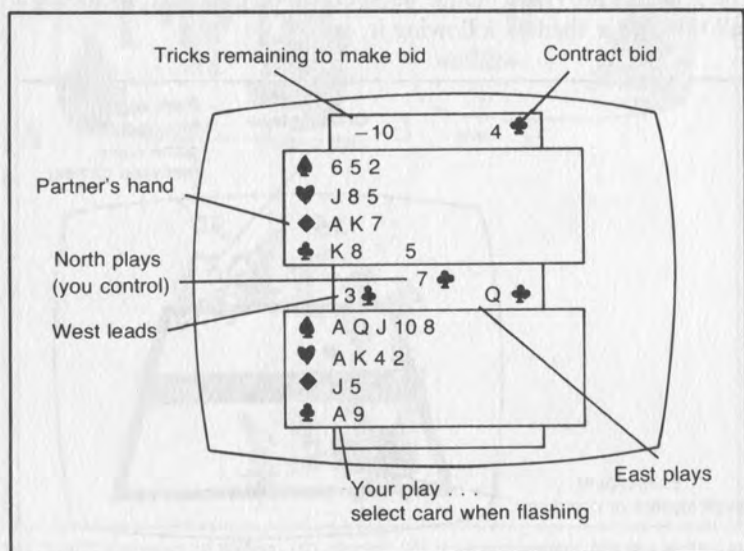 Tricks remaining to make bid
Contract bid
–10 4♣
♠ 6 5 2
♥ J 8 5
Partner's hand
♦ A K 7
♣ K 8 5
North plays
(you control)
7♣
3♣ Q♣
West leads
♠ A Q J 10 8
♥ A K 4 2
♦ J 5
♣ A 9
East plays
Your play . . .
select card when flashing